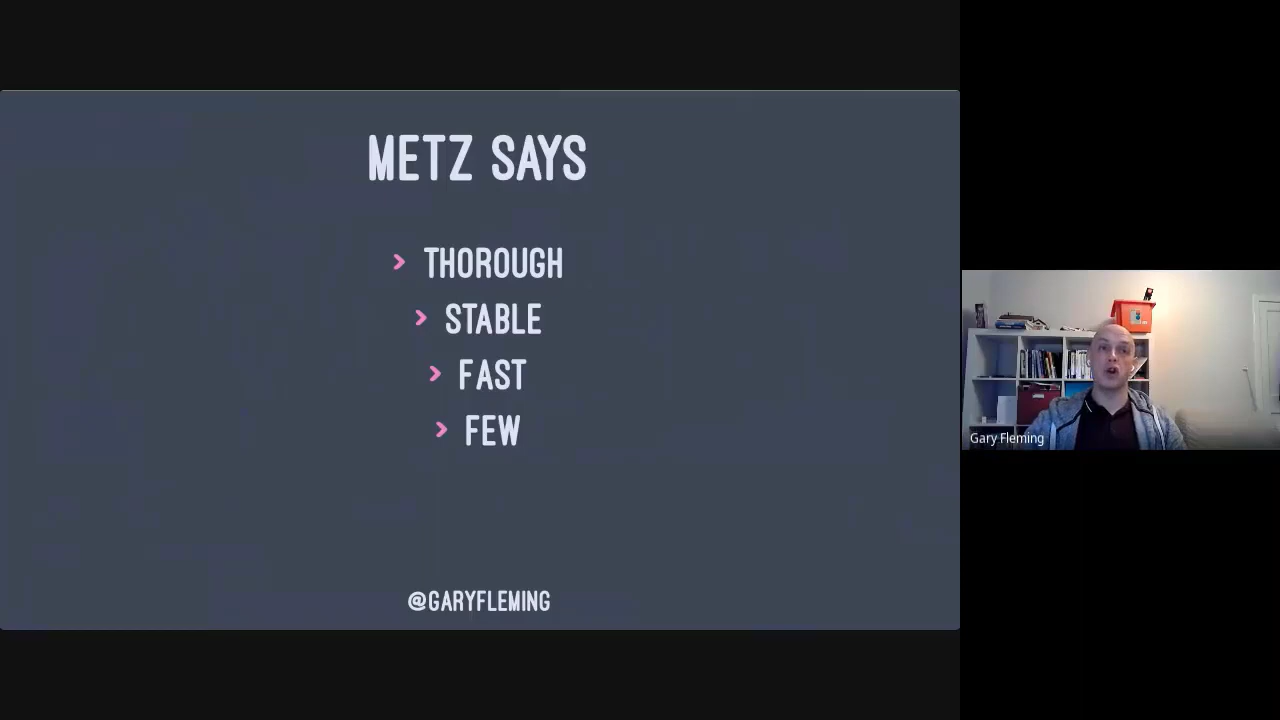 METZ SAYS
> THOROUGH
> STABLE
> FAST
> FEW
@GARYFLEMING
Gary Fleming